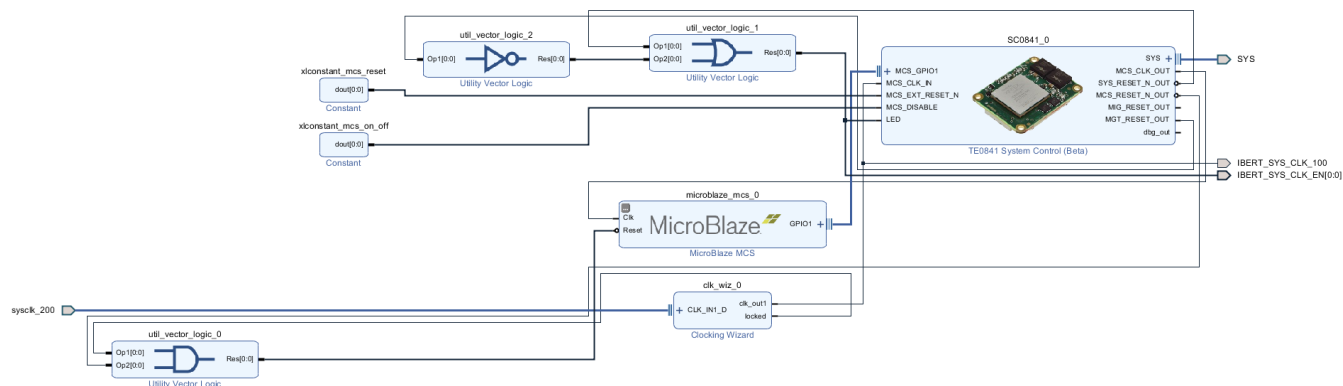 util_vector_logic_2
Op1[0:0]
Res[0:0]
Utility Vector Logic
util_vector_logic_1
Op1[0:0]
Op2[0:0]
Res[0:0]
Utility Vector Logic
xlconstant_mcs_reset
dout[0:0]
Constant
xlconstant_mcs_on_off
dout[0:0]
Constant
SC0841_0
MCS_GPIO1
MCS_CLK_IN
MCS_EXT_RESET_N
MCS_DISABLE
LED
SYS
MCS_CLK_OUT
SYS_RESET_N_OUT
MCS_RESET_N_OUT
MIG_RESET_OUT
MGT_RESET_OUT
dbg_out
TE0841 System Control (Beta)
SYS
IBERT_SYS_CLK_100
IBERT_SYS_CLK_EN[0:0]
microblaze_mcs_0
Clk
Reset
MicroBlaze
GPIO1
MicroBlaze MCS
sysclk_200
clk_wiz_0
CLK_IN1_D
clk_out1
locked
Clocking Wizard
util_vector_logic_0
Op1[0:0]
Op2[0:0]
Res[0:0]
Utility Vector Logic